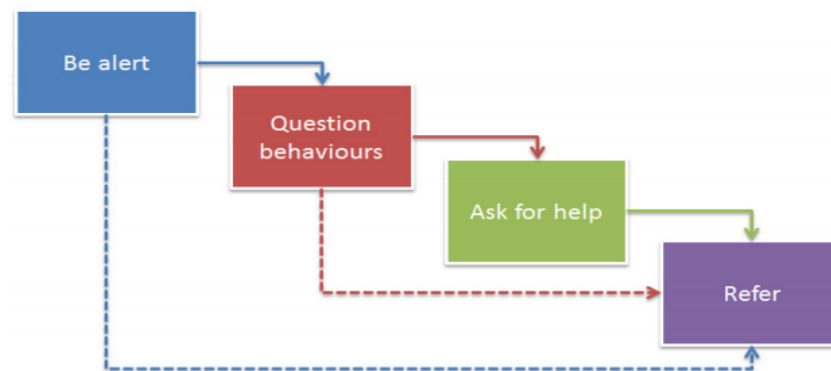 Be alert
Question
behaviours
Ask for help
Refer